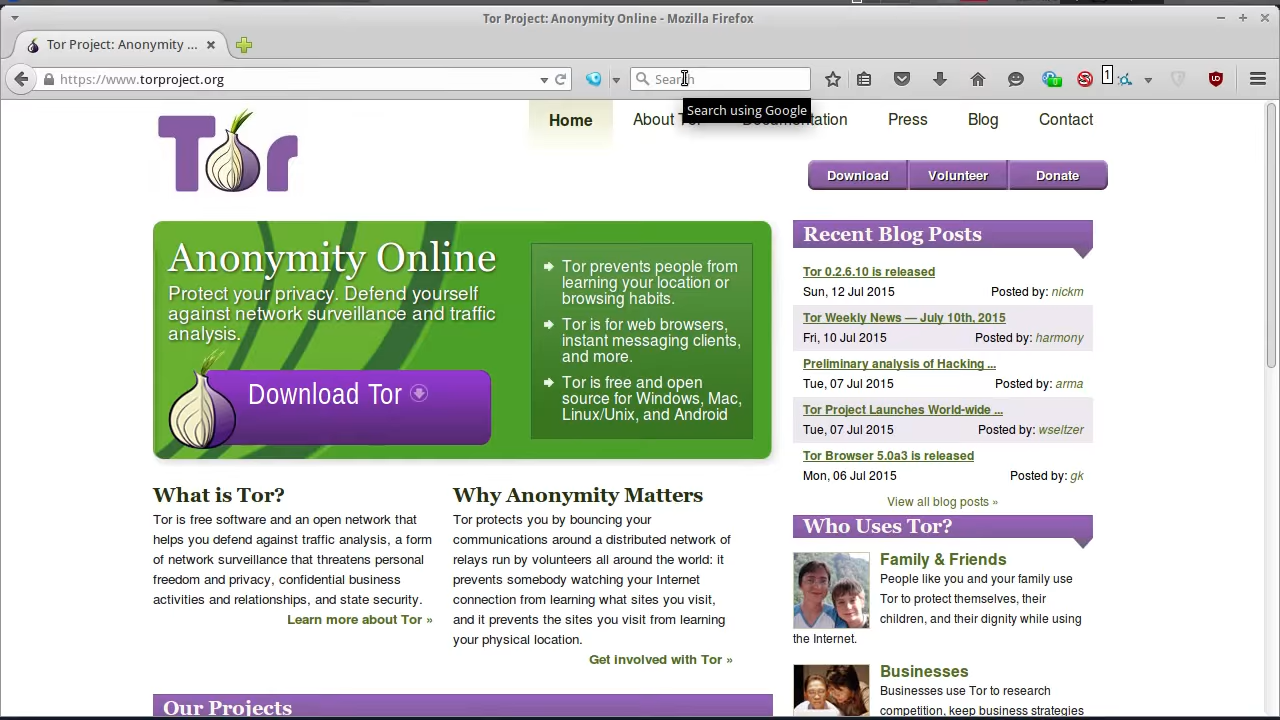 Tor Project: Anonymity Online - Mozilla Firefox
Tor Project: Anonymity ...
https://www.torproject.org
Search
1
Search using Google
Tor
Home
About
Press
Blog
Contact
Download
Volunteer
Donate
Anonymity Online
Protect your privacy. Defend yourself
against network surveillance and traffic
analysis.
Download Tor
Tor prevents people from
learning your location or
browsing habits.
Tor is for web browsers,
instant messaging clients,
and more.
Tor is free and open
source for Windows, Mac,
Linux/Unix, and Android
Recent Blog Posts
Tor 0.2.6.10 is released
Sun, 12 Jul 2015 Posted by: nickm
Tor Weekly News — July 10th, 2015
Fri, 10 Jul 2015 Posted by: harmony
Preliminary analysis of Hacking ...
Tue, 07 Jul 2015 Posted by: arma
Tor Project Launches World-wide ...
Tue, 07 Jul 2015 Posted by: wseltzer
Tor Browser 5.0a3 is released
Mon, 06 Jul 2015 Posted by: gk
View all blog posts »
What is Tor?
Tor is free software and an open network that
helps you defend against traffic analysis, a form
of network surveillance that threatens personal
freedom and privacy, confidential business
activities and relationships, and state security.
Learn more about Tor »
Why Anonymity Matters
Tor protects you by bouncing your
communications around a distributed network of
relays run by volunteers all around the world: it
prevents somebody watching your Internet
connection from learning what sites you visit,
and it prevents the sites you visit from learning
your physical location.
Get involved with Tor »
Who Uses Tor?
Family & Friends
People like you and your family use
Tor to protect themselves, their
children, and their dignity while using
the Internet.
Businesses
Businesses use Tor to research
competition, keep business strategies
Our Projects